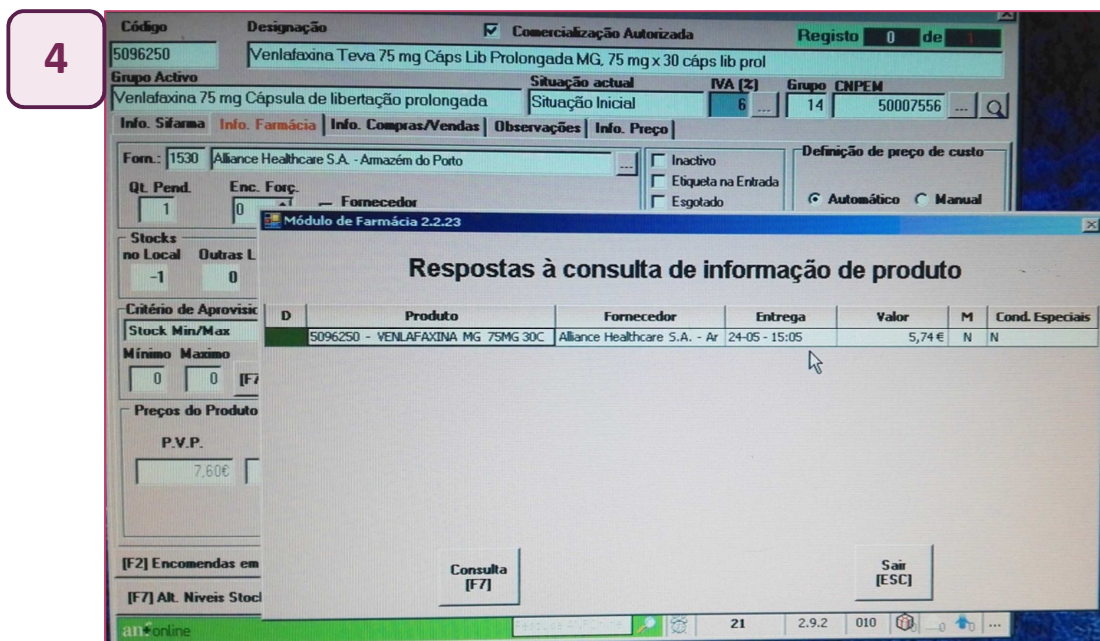 4
Código Designação Comercialização Autorizada Registo 0 de 1
5096250 Venlafaxina Teva 75 mg Cáps Lib Prolongada MG, 75 mg x 30 cáps lib prol
Grupo Activo Situação actual IVA (%) Grupo CNPEM
Venlafaxina 75 mg Cápsula de libertação prolongada Situação Inicial 6 ... 14 50007556 ...
Info. Sifarma Info. Farmácia Info. Compras/Vendas Observações Info. Preço
Forn.: 1530 Alliance Healthcare S.A. - Armazém do Porto ... Inactivo Definição de preço de custo
Qt. Pend. Enc. Forç. Fornecedor Etiqueta na Entrada
1 0 Esgotado Automático Manual
Módulo de Farmácia 2.2.23
Stocks
no Local Outras L
-1 0
Respostas à consulta de informação de produto
Critério de Aprovisio
D Produto Fornecedor Entrega Valor M Cond. Especiais
Stock Min/Max
5096250 - VENLAFAXINA MG 75MG 30C Alliance Healthcare S.A. - Ar 24-05 - 15:05 5,74€ N N
Mínimo Maximo
0 0 [F7
Preços do Produto
P.V.P.
7,60€
[F2] Encomendas em
Consulta
[F7]
Sair
[ESC]
[F7] Alt. Niveis Stoc
anf online 21 2.9.2 010 0 0 ...